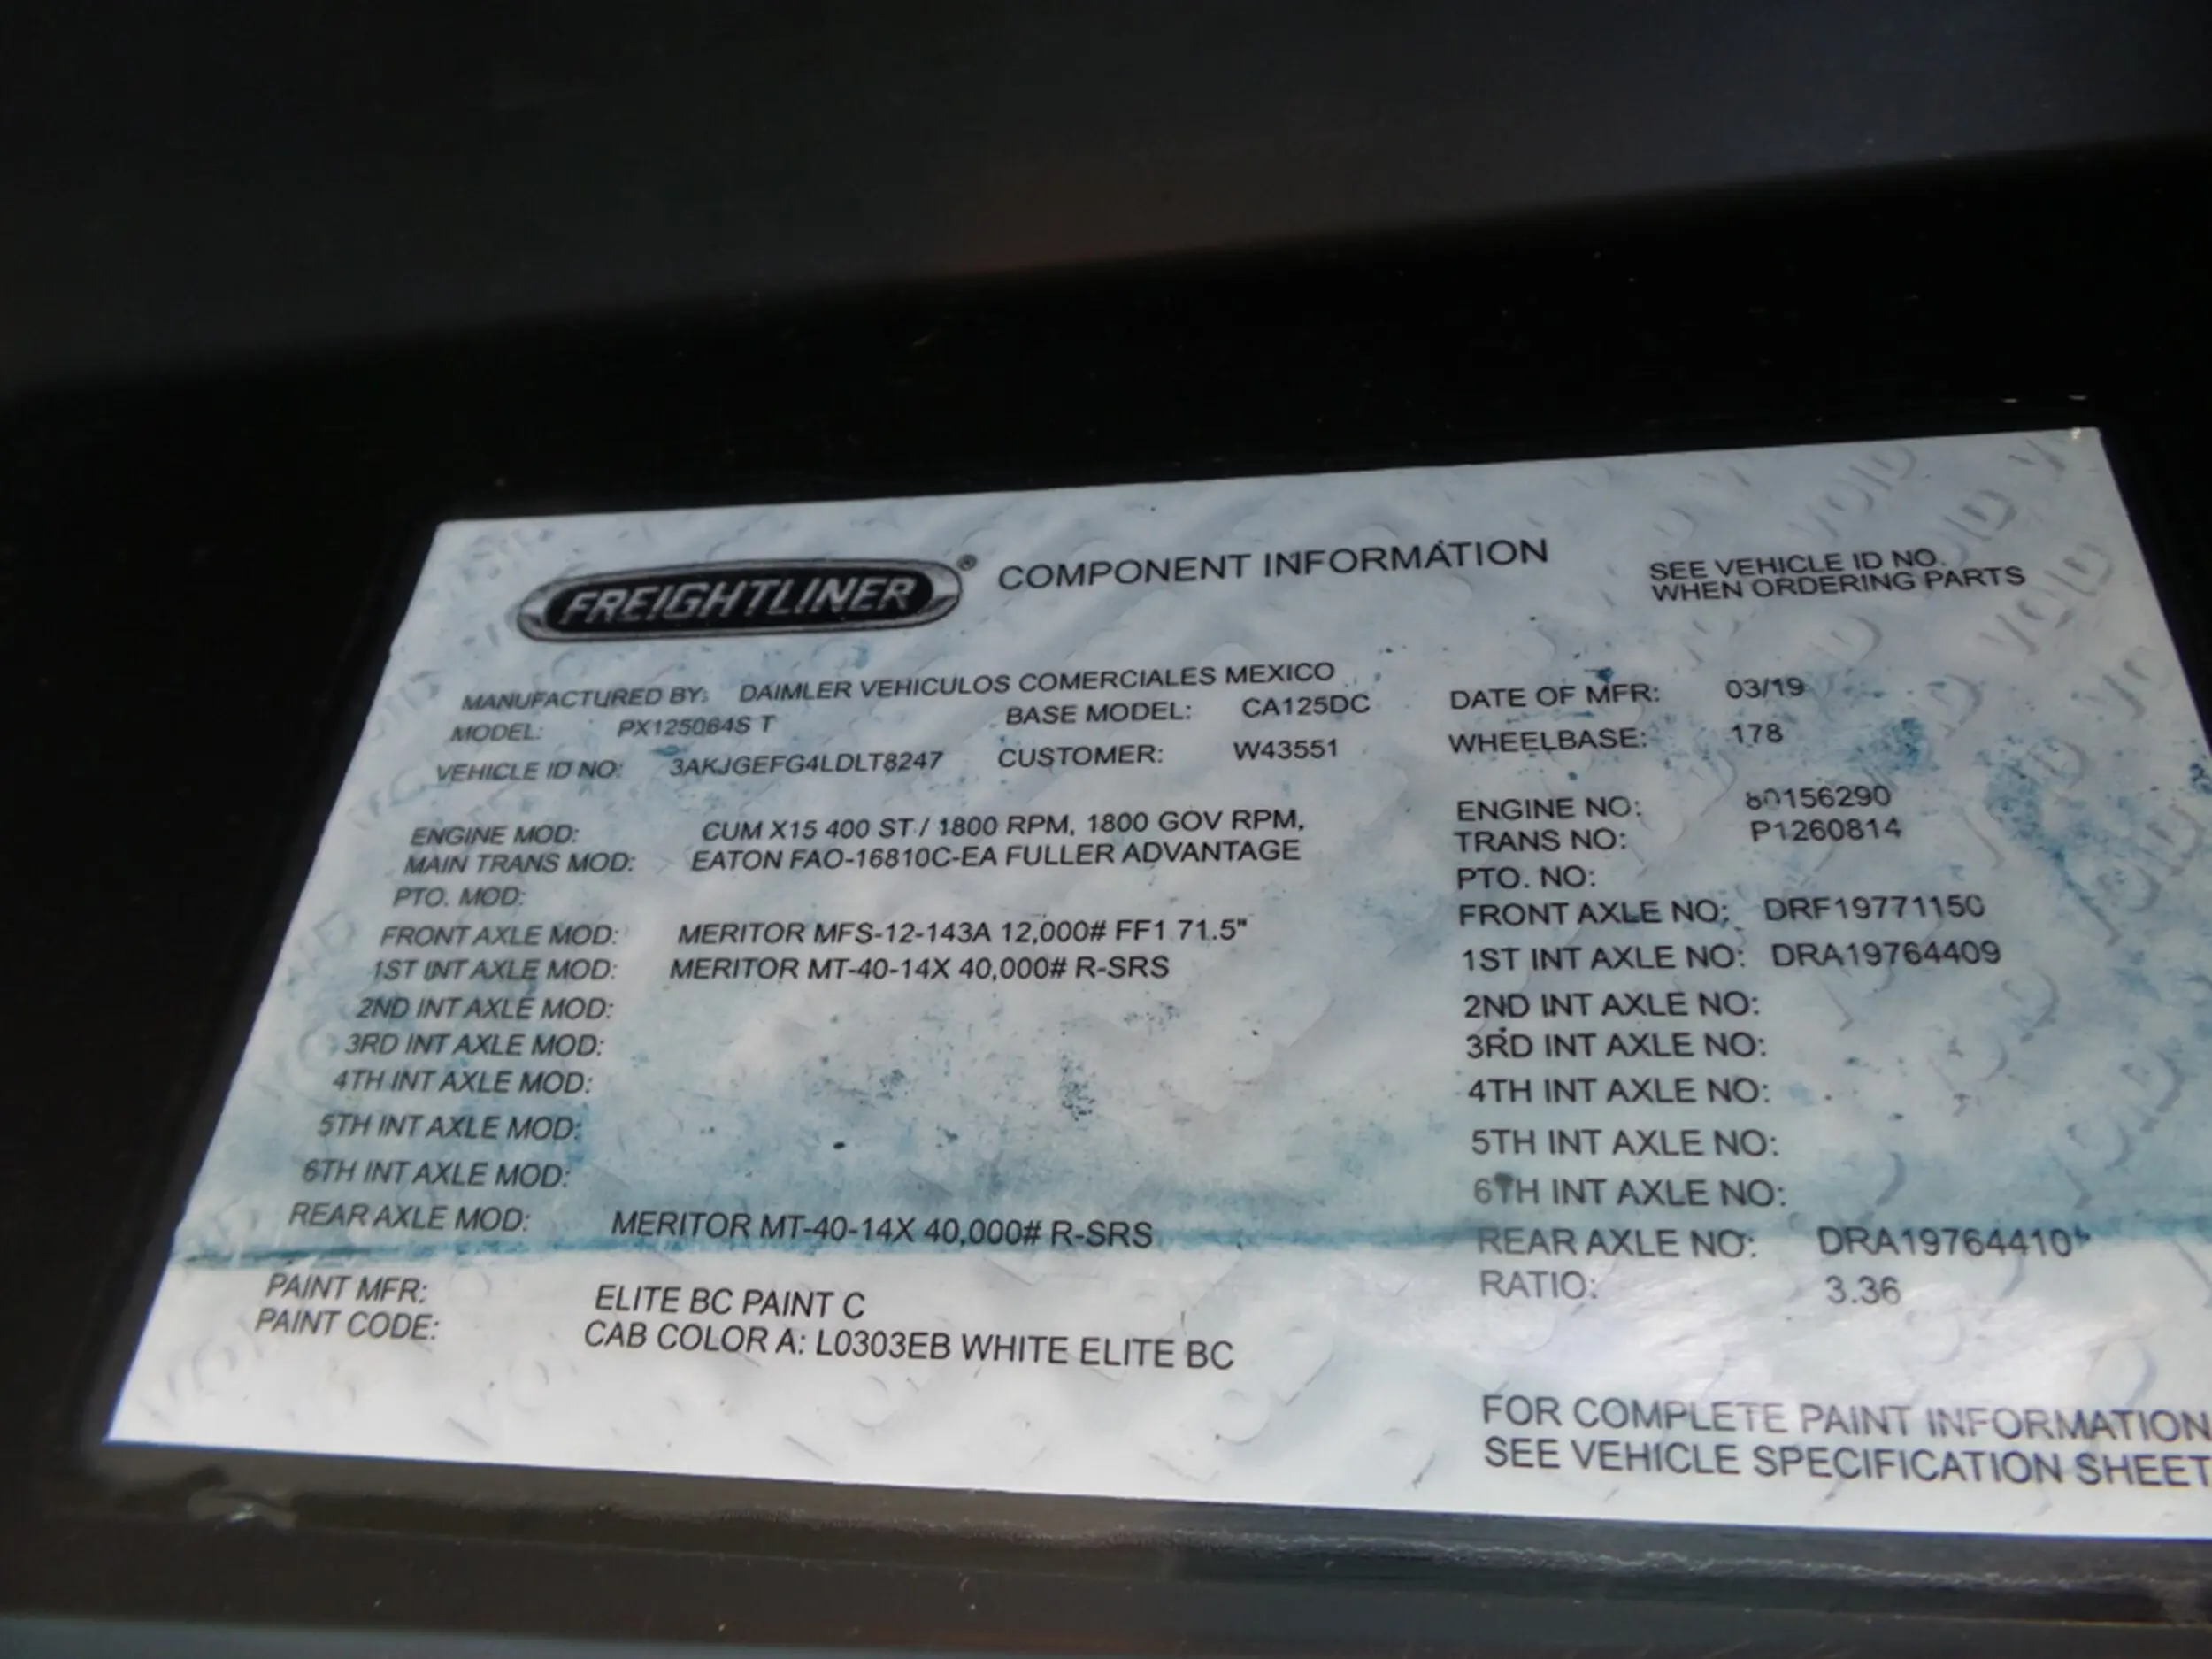 FREIGHTLINER® COMPONENT INFORMATION
SEE VEHICLE ID NO.
WHEN ORDERING PARTS
MANUFACTURED BY: DAIMLER VEHICULOS COMERCIALES MEXICO
DATE OF MFR: 03/19
MODEL: PX125064S T BASE MODEL: CA125DC
WHEELBASE: 178
VEHICLE ID NO: 3AKJGEFG4LDLT8247 CUSTOMER: W43551
ENGINE MOD: CUM X15 400 ST / 1800 RPM, 1800 GOV RPM,
ENGINE NO:
MAIN TRANS MOD: EATON FAO-16810C-EA FULLER ADVANTAGE
TRANS NO: P1260814
PTO. MOD:
PTO. NO:
FRONT AXLE MOD: MERITOR MFS-12-143A 12,000# FF1 71.5"
FRONT AXLE NO: DRF19771150
1ST INT AXLE MOD: MERITOR MT-40-14X 40,000# R-SRS
1ST INT AXLE NO: DRA19764409
2ND INT AXLE MOD:
2ND INT AXLE NO:
3RD INT AXLE MOD:
3RD INT AXLE NO:
4TH INT AXLE MOD:
4TH INT AXLE NO:
5TH INT AXLE MOD:
5TH INT AXLE NO:
6TH INT AXLE MOD:
6TH INT AXLE NO:
REAR AXLE MOD: MERITOR MT-40-14X 40,000# R-SRS
REAR AXLE NO: DRA19764410
RATIO: 3.36
PAINT MFR: ELITE BC PAINT C
PAINT CODE: CAB COLOR A: L0303EB WHITE ELITE BC
FOR COMPLETE PAINT INFORMATION
SEE VEHICLE SPECIFICATION SHEET